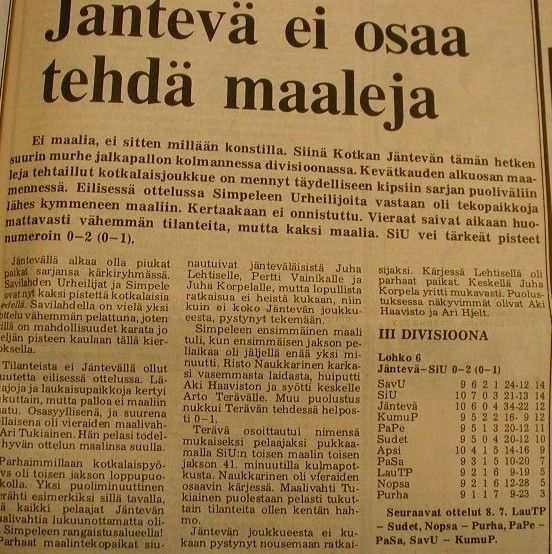 Jäntevä ei osaa
tehdä maaleja
Ei maalia, ei sitten millään konstilla. Siinä Kotkan Jäntevän tämän hetken
suurin murhe jalkapallon kolmannessa divisioonassa. Kevätkauden alkuosan maa-
leja tehtaillut kotkalaisjoukkue on mennyt täydelliseen kipsiin sarjan puoliväliin
mennessä. Eilisessä ottelussa Simpeleen Urheilijoita vastaan oli tekopaikkoja
lähes kymmeneen maaliin. Kertaakaan ei onnistuttu. Vieraat saivat aikaan huo-
mattavasti vähemmän tilanteita, mutta kaksi maalia. SiU vei tärkeät pisteet
numeroin 0–2 (0–1).
Jäntevällä alkaa olla piukat
paikat sarjansa kärkiryhmässä.
Savilahden Urheilijat ja Simpele
ovat nyt kaksi pistettä kotkalaisia
edellä. Savilahdella on vielä yksi
ottelu vähemmän pelattuna, joten
sillä on mahdollisuudet karata jo
neljän pisteen kaulaan tällä kier-
roksella.
Tilanteista ei Jäntevällä ollut
puutetta eilisessä ottelussa. Lä-
laajoja ja laukaisupaikkoja kertyi
kuttain, mutta palloa ei maaliin
saatu. Osasyyllisenä, ja suurena
sellaisena oli vieraiden maalivah-
ti Ari Tukiainen. Hän pelasi todel-
hyvän ottelun maalinsa suulla.
Parhaimmillaan kotkalaispyö-
ritys oli toisen jakson loppupuo-
lella. Yksi puoliminuuttinen
erähti esimerkiksi sillä tavalla,
kaikki pelaajat Jäntevän
maalivahtia lukuunottamatta oli-
Simpeleen rangaistusalueella!
Parhaat maalintekopaikat siu-
nautuivat jänteväläisistä Juha
Lehtiselle, Pertti Vainikalle ja
Juha Korpelalle, mutta lopullista
ratkaisua ei heistä kukaan, niin
kuin ei koko Jäntevän joukkuees-
ta, pystynyt tekemään.
Simpeleen ensimmäinen maali
tuli, kun ensimmäisen jakson pe-
liaikaa oli jäljellä enää yksi mi-
nuutti. Risto Naukkarinen karka-
si vasemmasta laidasta, huiputti
Aki Haaviston ja syötti keskelle
Arto Terävälle. Muu puolustus
nukkui Terävän tehdessä helpos-
ti 0–1.
Terävä osoittautui nimensä
mukaiseksi pelaajaksi pukkaa-
malla SiU:n toisen maalin toisen
jakson 41. minuutilla kulmapot-
kusta. Naukkarinen oli vieraiden
osaavin kärjessä. Maalivahti Tu-
kiainen puolestaan pelasti tukut-
tain tilanteita ollen kentän hah-
mo.
Jäntevän joukkueesta ei ku-
kaan pystynyt nousemaan ratkai-
sijaksi. Kärjessä Lehtisellä oli
parhaat paikat. Keskellä Juha
Korpela yritti mukavasti. Puolus-
tuksessa näkyvimmät olivat Aki
Haavisto ja Ari Hjelt.
III DIVISIOONA
Lohko 6
Jäntevä–SiU 0–2 (0–1)
SavU 9 6 2 1 24-12 14
SiU 10 7 0 3 21-12 14
Jäntevä 10 6 0 4 34-22 12
KumuP 9 5 2 2 16- 9 12
PaPe 9 5 1 3 20-12 11
Sudet 9 5 0 4 20-12 10
Apsi 10 4 1 5 14-16 9
PaSa 9 3 1 5 10-20 7
LauTP 9 2 1 6 9-19 5
Nopsa 9 2 1 6 12-28 5
Purha 9 1 1 7 9-23 3
Seuraavat ottelut 8. 7. LauTP
– Sudet, Nopsa – Purha, PaPe –
PaSa, SavU – KumuP.